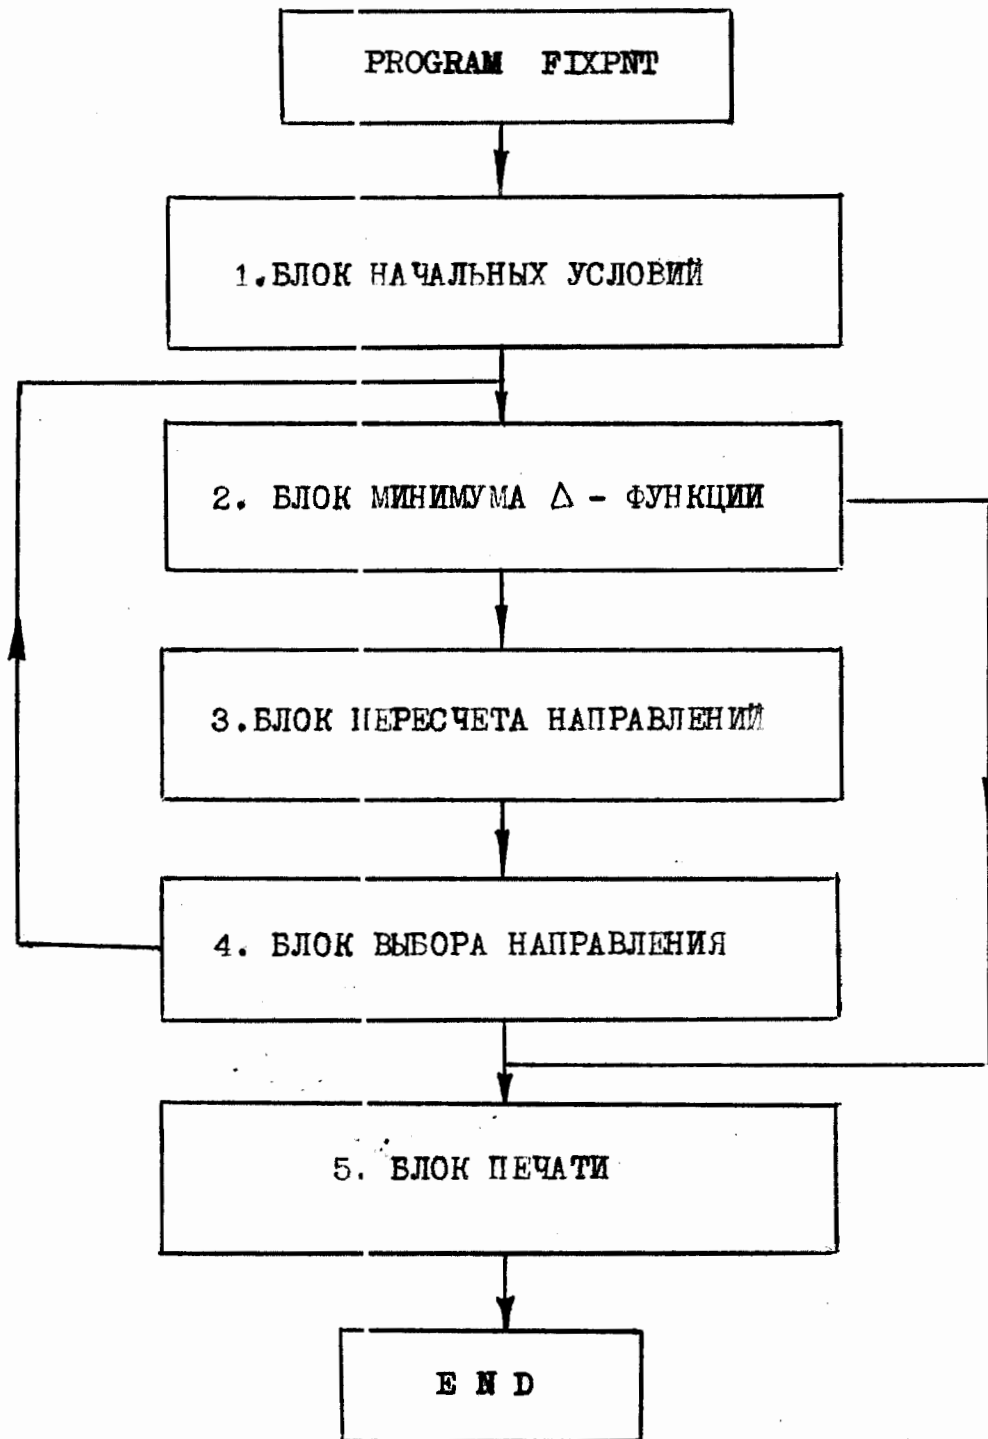 PROGRAM FIXPNT
1.БЛОК НАЧАЛЬНЫХ УСЛОВИЙ
2. БЛОК МИНИМУМА Δ - ФУНКЦИИ
3.БЛОК ПЕРЕСЧЕТА НАПРАВЛЕНИЙ
4. БЛОК ВЫБОРА НАПРАВЛЕНИЯ
5. БЛОК ПЕЧАТИ
E N D